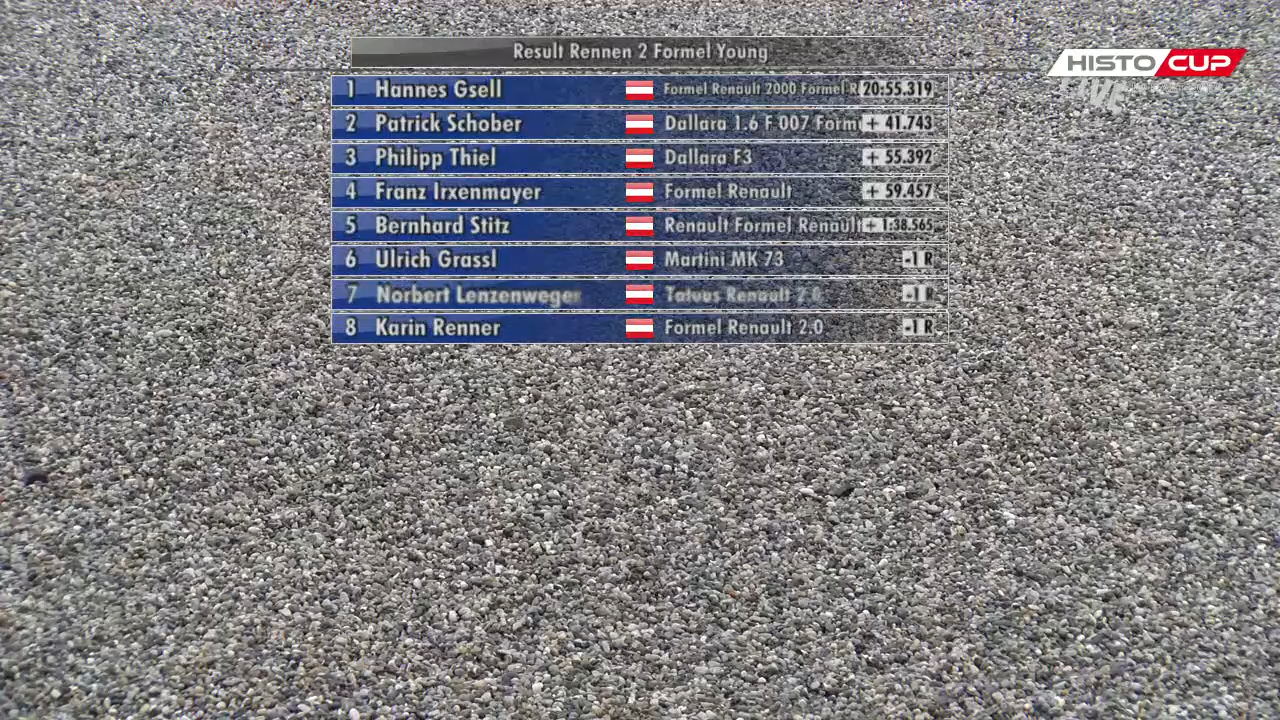 Result Rennen 2 Formel Young
HISTO CUP
LIVE
1 Hannes Gsell Formel Renault 2000 Formel R 20:55.319
2 Patrick Schober Dallara 1.6 F 007 Form + 41.743
3 Philipp Thiel Dallara F3 + 55.392
4 Franz Irxenmayer Formel Renault + 59.457
5 Bernhard Stitz Renault Formel Renault + 1:38.565
6 Ulrich Grassl Martini MK 73 -1 R
7 Norbert Lenzenweger Tatuus Renault 2.0 -1 R
8 Karin Renner Formel Renault 2.0 -1 R